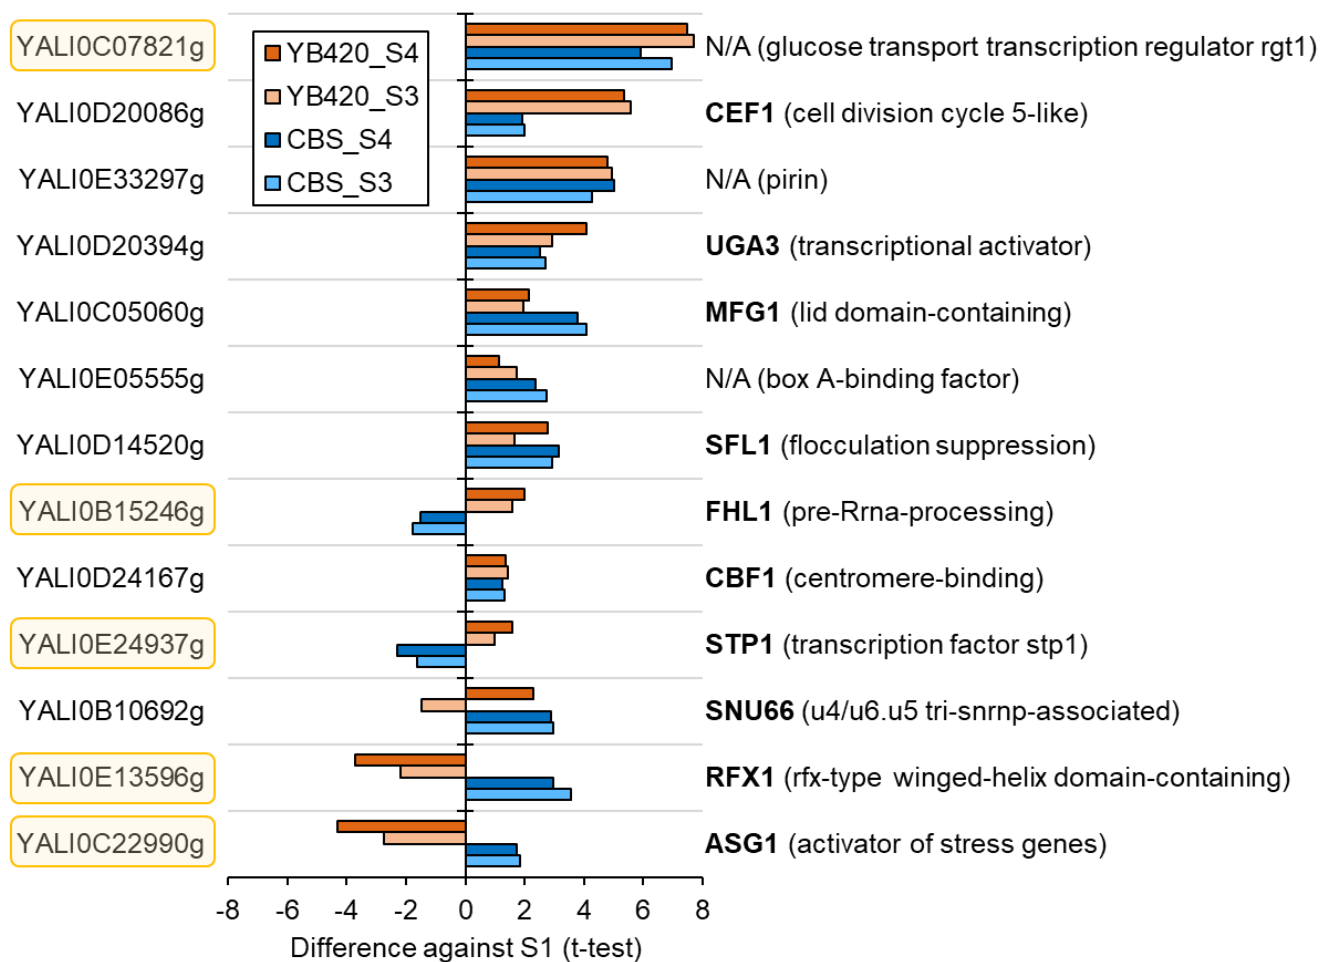 YALI0C07821g
N/A (glucose transport transcription regulator rgt1)
YB420_S4
YB420_S3
CBS_S4
CBS_S3
YALI0D20086g
CEF1 (cell division cycle 5-like)
YALI0E33297g
N/A (pirin)
YALI0D20394g
UGA3 (transcriptional activator)
YALI0C05060g
MFG1 (lid domain-containing)
YALI0E05555g
N/A (box A-binding factor)
YALI0D14520g
SFL1 (flocculation suppression)
YALI0B15246g
FHL1 (pre-Rrna-processing)
YALI0D24167g
CBF1 (centromere-binding)
YALI0E24937g
STP1 (transcription factor stp1)
YALI0B10692g
SNU66 (u4/u6.u5 tri-snrnp-associated)
YALI0E13596g
RFX1 (rfx-type winged-helix domain-containing)
YALI0C22990g
ASG1 (activator of stress genes)
-8 -6 -4 -2 0 2 4 6 8
Difference against S1 (t-test)